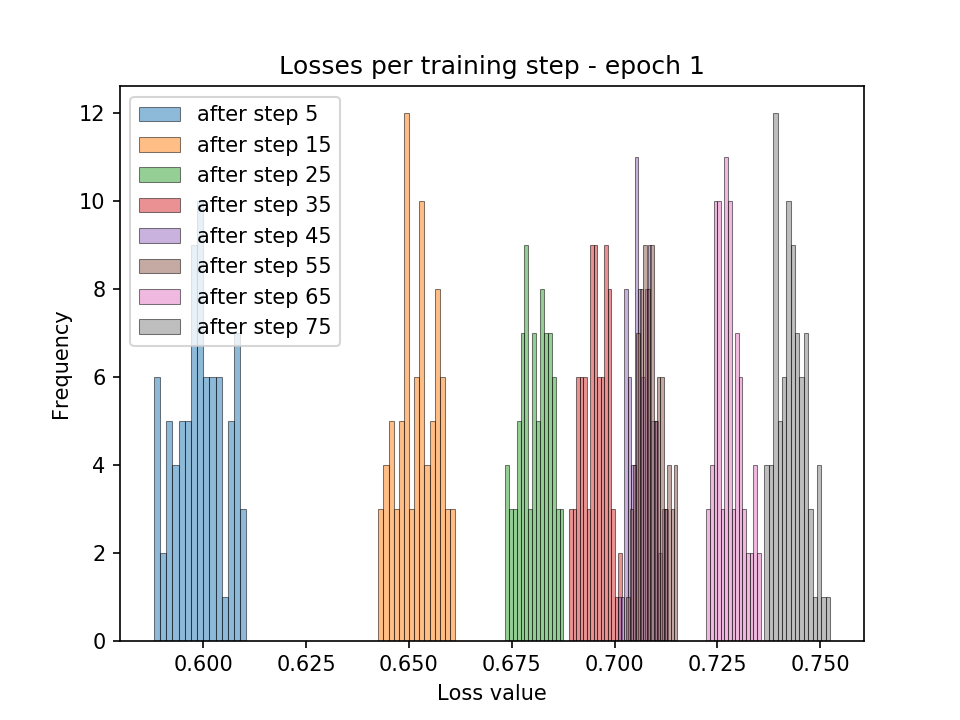 Losses per training step - epoch 1
12
10
8
6
4
2
0
Frequency
after step 5
after step 15
after step 25
after step 35
after step 45
after step 55
after step 65
after step 75
0.600 0.625 0.650 0.675 0.700 0.725 0.750
Loss value